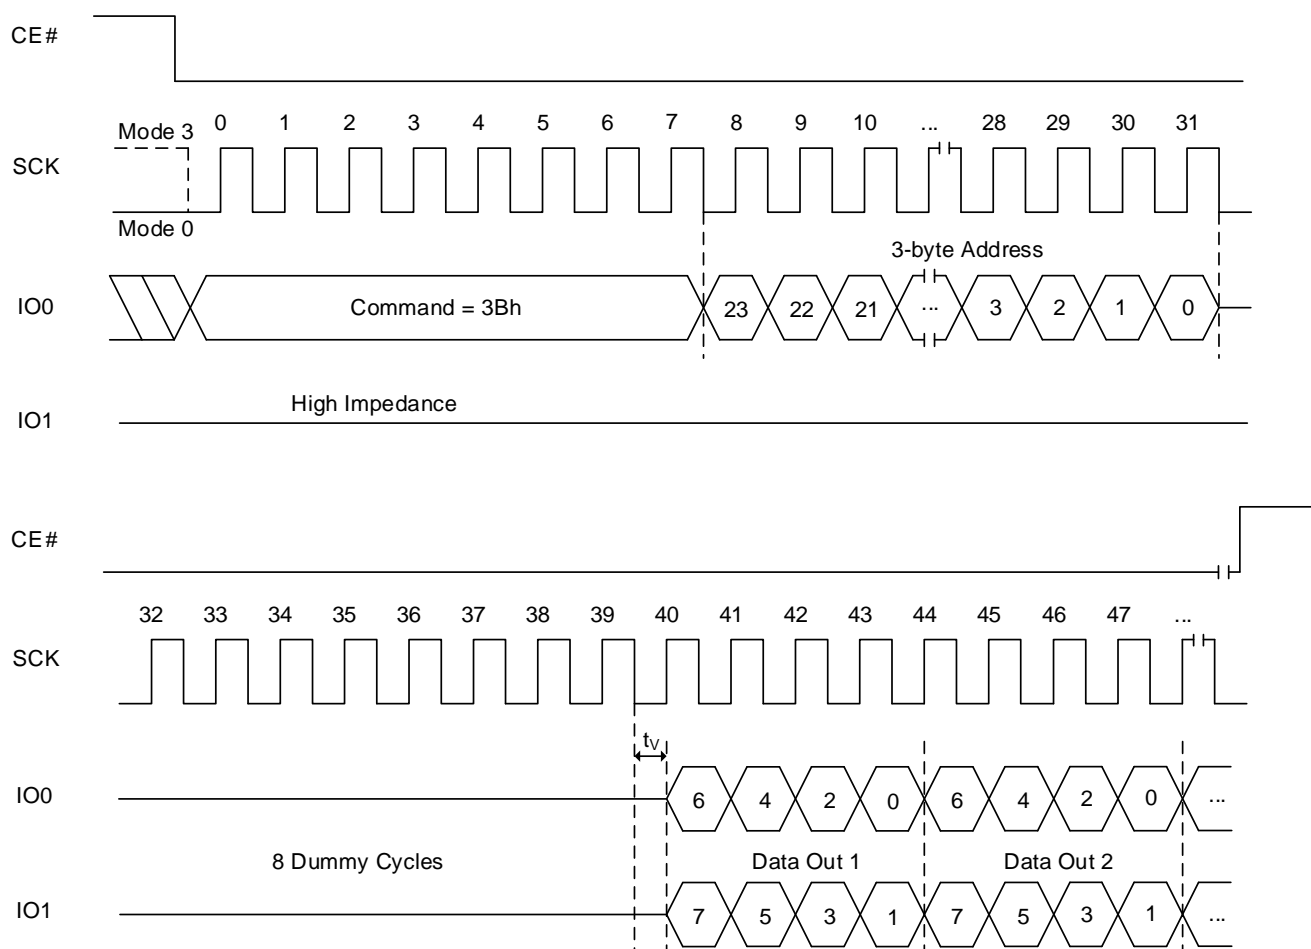 CE#
Mode 3
0 1 2 3 4 5 6 7 8 9 10 ... 28 29 30 31
SCK
Mode 0
3-byte Address
IO0
Command = 3Bh
23 22 21 ... 3 2 1 0
High Impedance
IO1
CE#
32 33 34 35 36 37 38 39 40 41 42 43 44 45 46 47 ...
SCK
tV
IO0
6 4 2 0 6 4 2 0 ...
8 Dummy Cycles
Data Out 1
Data Out 2
IO1
7 5 3 1 7 5 3 1 ...